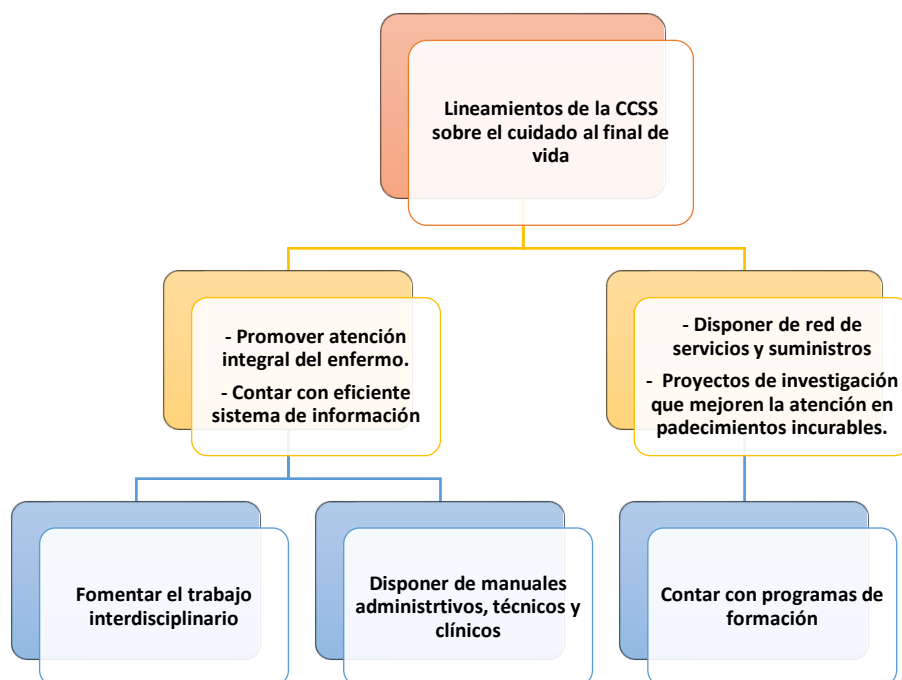 Lineamientos de la CCSS
sobre el cuidado al final de
vida
- Promover atención
integral del enfermo.
- Contar con eficiente
sistema de información
- Disponer de red de
servicios y suministros
- Proyectos de investigación
que mejoren la atención en
padecimientos incurables.
Fomentar el trabajo
interdisciplinario
Disponer de manuales
administrtivos, técnicos y
clínicos
Contar con programas de
formación